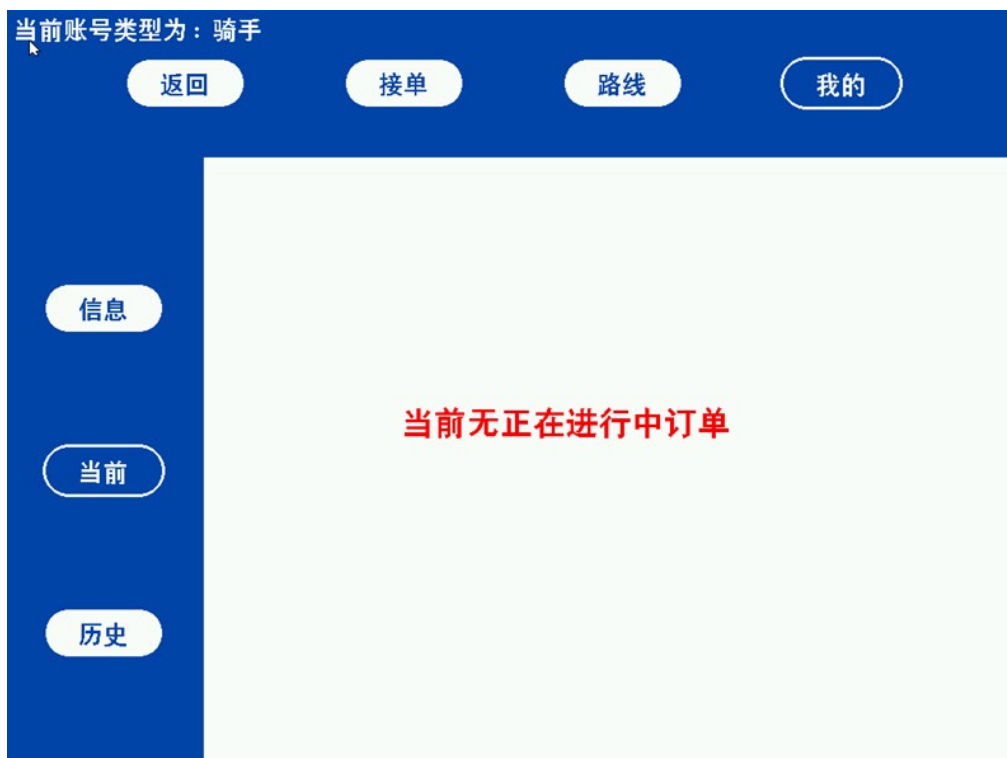 当前账号类型为：骑手
返回 接单 路线 我的
信息
当前无正在进行中订单
当前
历史